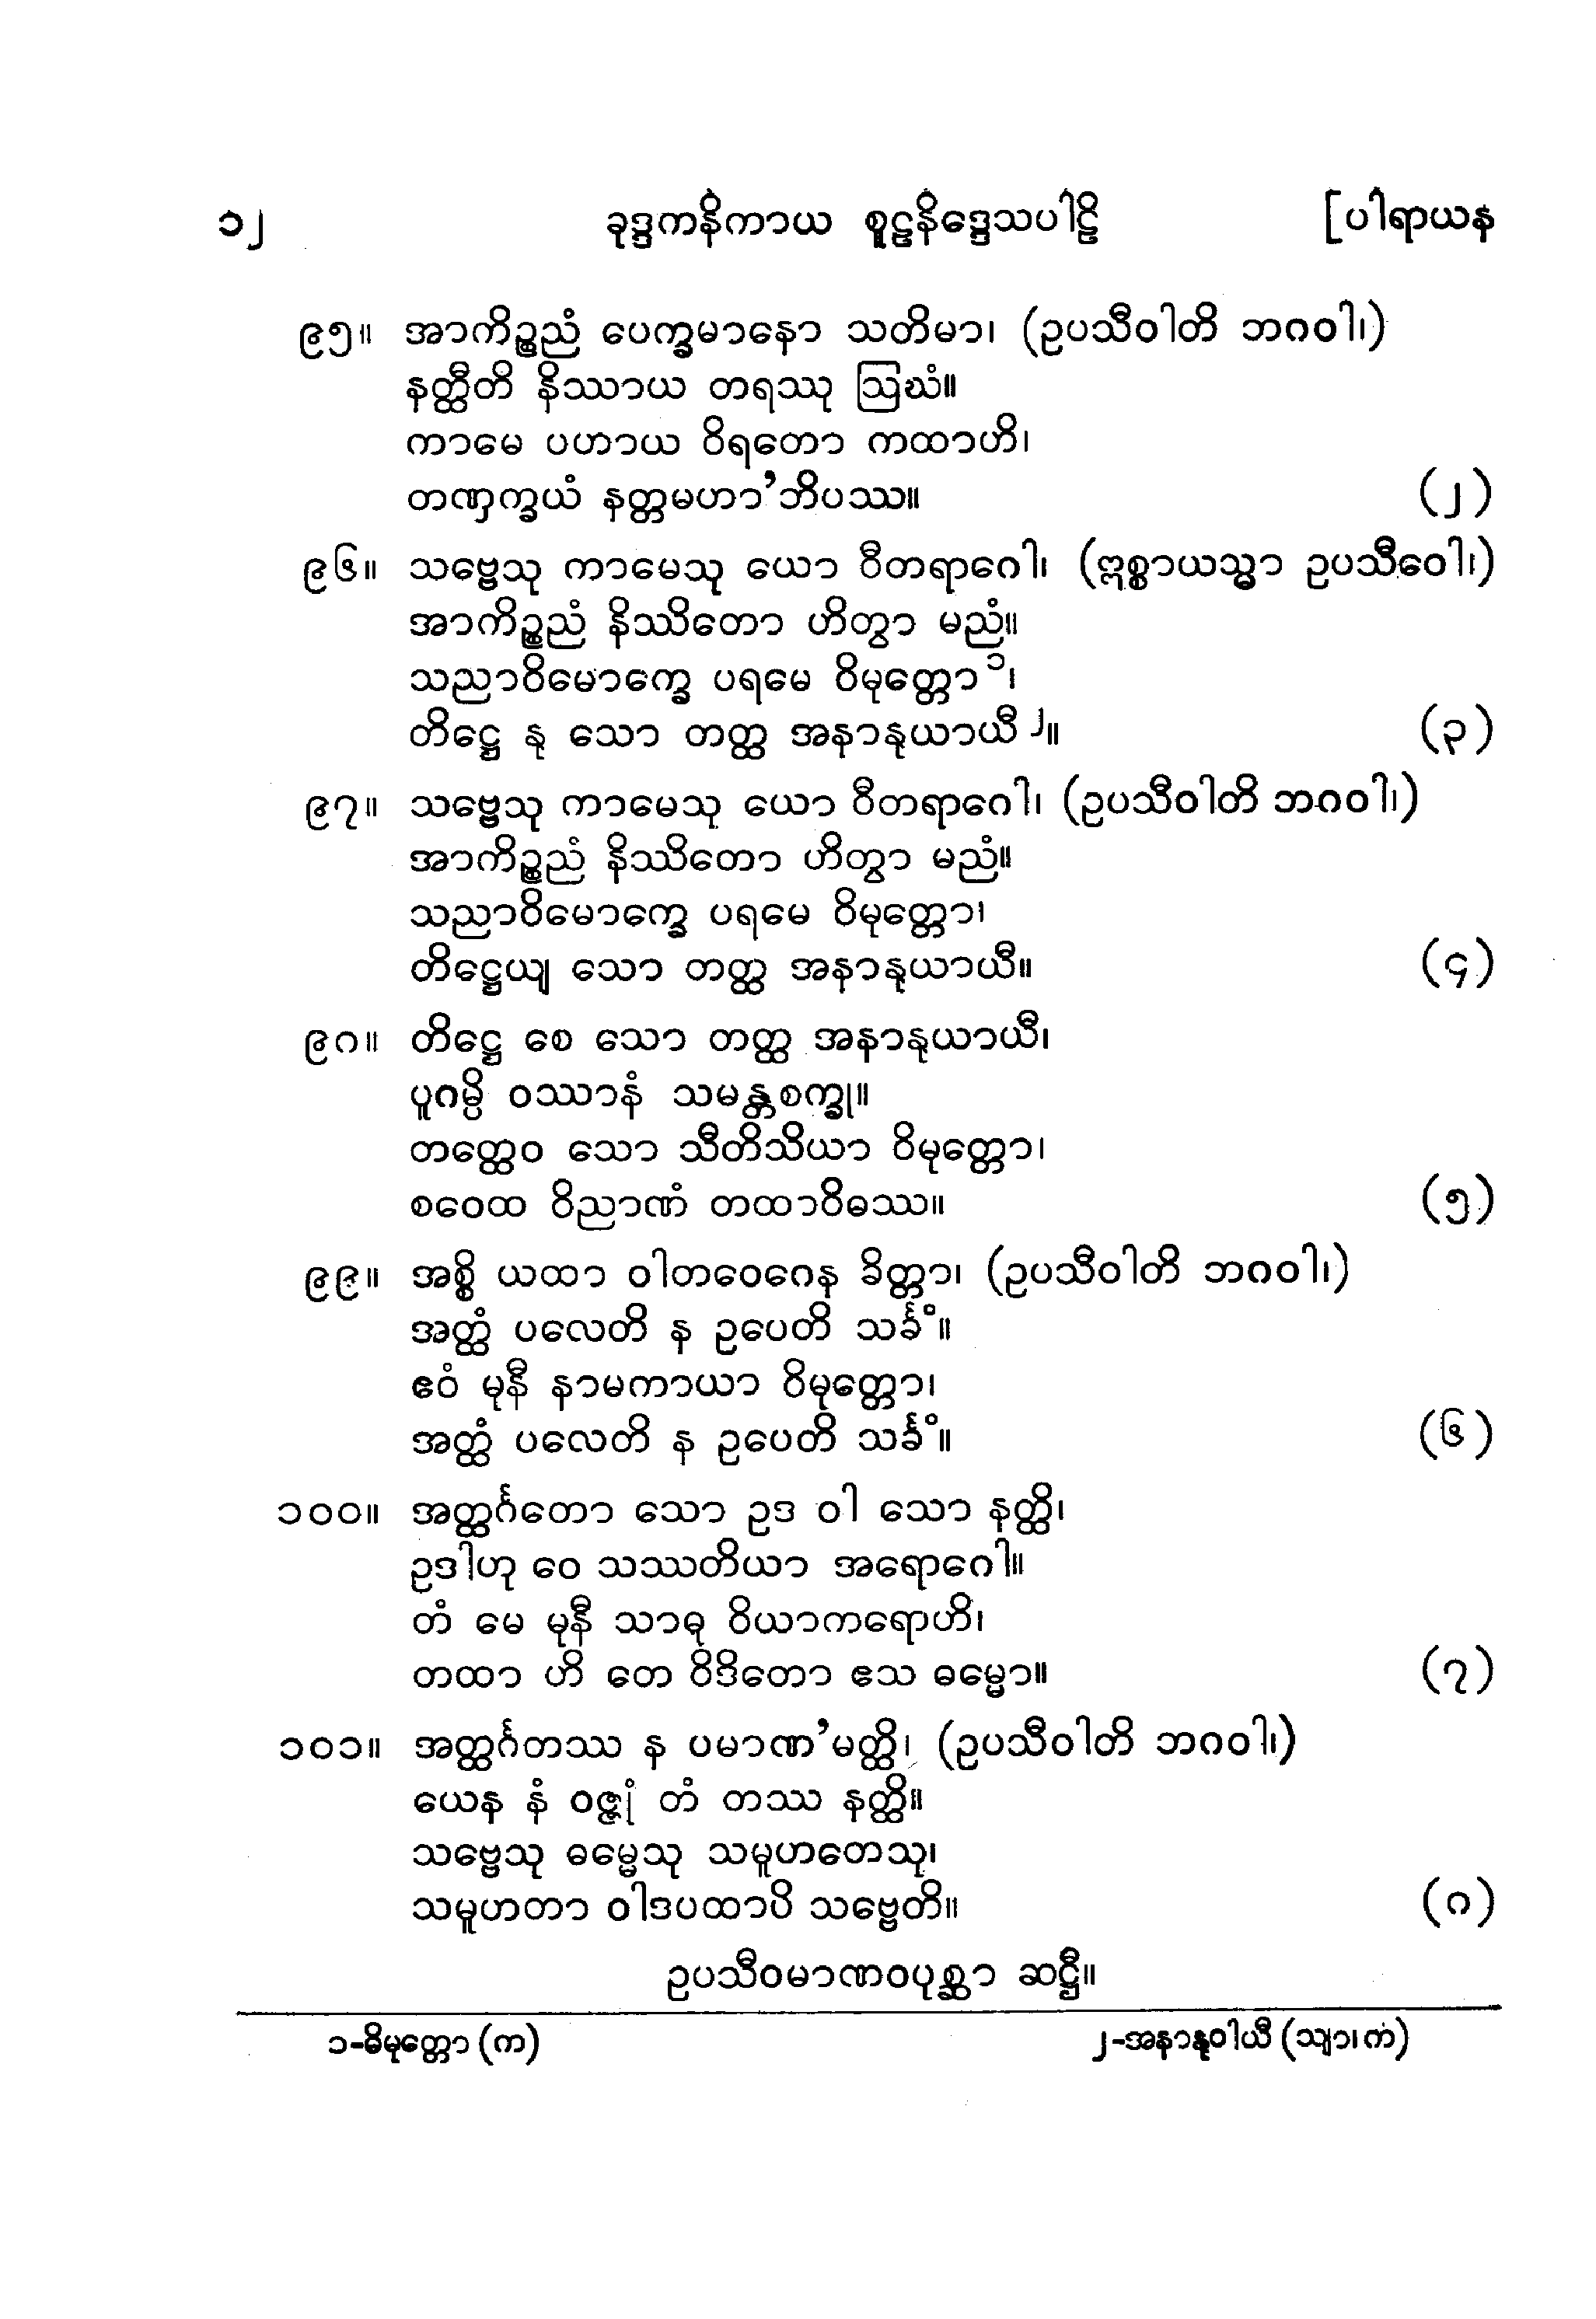 ၁၂ ခုဒ္ဒကနိကာယ စူဠနိဒ္ဒေသပါဠိ [ပါရာယန
၉၅။ အာကိဉ္စညံ ပေက္ခမာနော သတိမာ၊ (ဥပသီဝါတိ ဘဂဝါ၊)
နတ္ထီတိ နိဿာယ တရဿု ဩဃံ။
ကာမေ ပဟာယ ဝိရတော ကထာဟိ၊
တဏှက္ခယံ နတ္တမဟာ’ဘိပဿ။ (၂)
၉၆။ သဗ္ဗေသု ကာမေသု ယော ဝီတရာဂေါ၊ (ဣစ္စာယသ္မာ ဥပသီဝေါ၊)
အာကိဉ္စညံ နိဿိတော ဟိတွာ မညံ။
သညာဝိမောက္ခေ ပရမေ ဝိမုတ္တော ၁၊
တိဋ္ဌေ နု သော တတ္ထ အနာနုယာယီ ၂။ (၃)
၉၇။ သဗ္ဗေသု ကာမေသု ယော ဝီတရာဂေါ၊ (ဥပသီဝါတိ ဘဂဝါ၊)
အာကိဉ္စညံ နိဿိတော ဟိတွာ မညံ။
သညာဝိမောက္ခေ ပရမေ ဝိမုတ္တော၊
တိဋ္ဌေယျ သော တတ္ထ အနာနုယာယီ။ (၄)
၉၈။ တိဋ္ဌေ စေ သော တတ္ထ အနာနုယာယီ၊
ပူဂမ္ပိ ဝဿာနံ သမန္တစက္ခု။
တတ္ထေဝ သော သီတိသိယာ ဝိမုတ္တော၊
စဝေထ ဝိညာဏံ တထာဝိဓဿ။ (၅)
၉၉။ အစ္စိ ယထာ ဝါတဝေဂေန ခိတ္တာ၊ (ဥပသီဝါတိ ဘဂဝါ၊)
အတ္ထံ ပလေတိ န ဥပေတိ သင်္ခံ။
ဧဝံ မုနီ နာမကာယာ ဝိမုတ္တော၊
အတ္ထံ ပလေတိ န ဥပေတိ သင်္ခံ။ (၆)
၁၀၀။ အတ္ထင်္ဂတော သော ဥဒ ဝါ သော နတ္ထိ၊
ဥဒါဟု ဝေ သဿတိယာ အရောဂေါ။
တံ မေ မုနီ သာဓု ဝိယာကရောဟိ၊
တထာ ဟိ တေ ဝိဒိတော ဧသ ဓမ္မော။ (၇)
၁၀၁။ အတ္ထင်္ဂတဿ န ပမာဏ’မတ္ထိ၊ (ဥပသီဝါတိ ဘဂဝါ၊)
ယေန နံ ဝဇ္ဇုံ တံ တဿ နတ္ထိ။
သဗ္ဗေသု ဓမ္မေသု သမူဟတေသု၊
သမူဟတာ ဝါဒပထာပိ သဗ္ဗေတိ။ (၈)
ဥပသီဝမာဏဝပုစ္ဆာ ဆဋ္ဌီ။
၁-ဓိမုတ္တော (က) ၂-အနာနုဝါယီ (သျာ၊ ကံ)